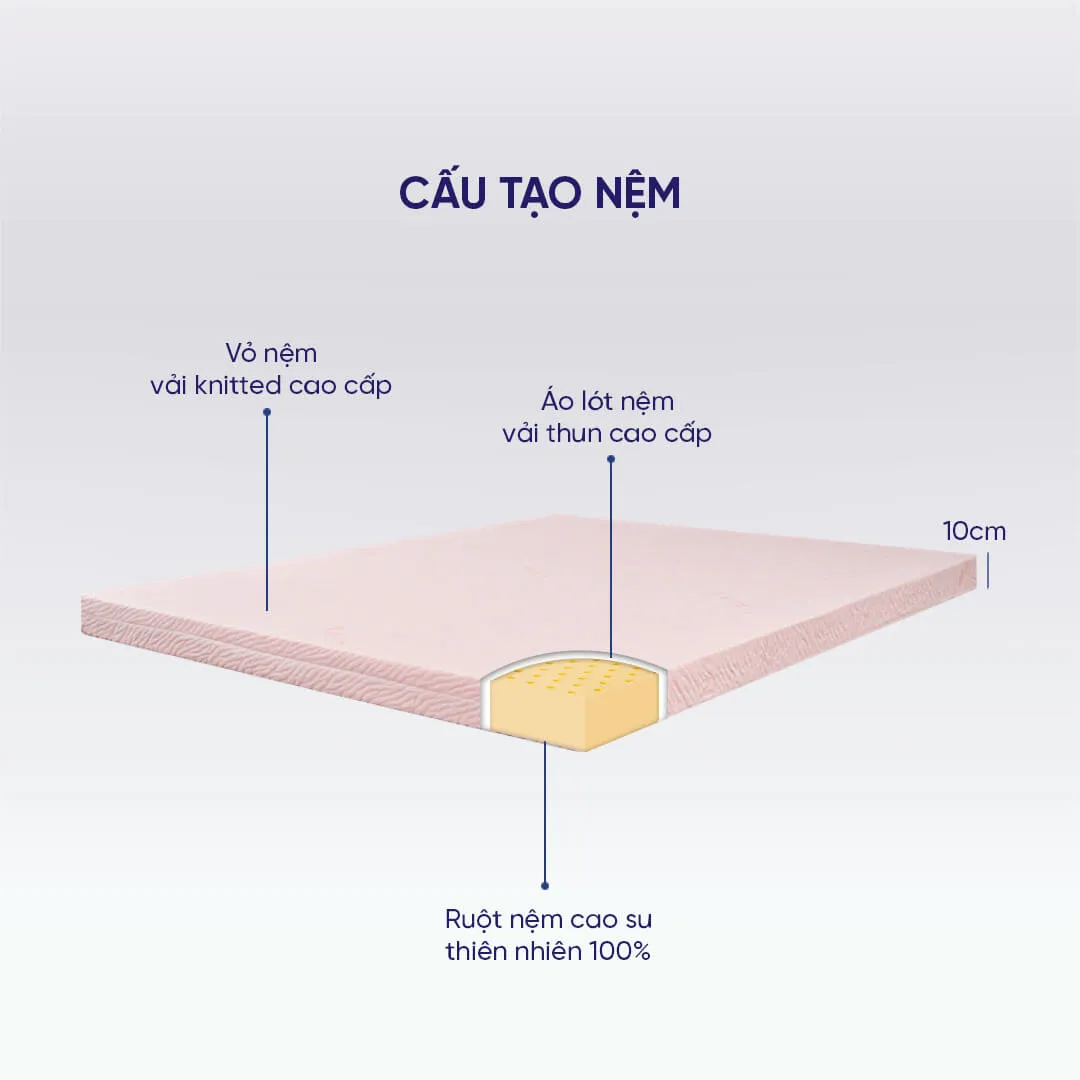 CẤU TẠO NỆM
Vỏ nệm
vải knitted cao cấp
Áo lót nệm
vải thun cao cấp
10cm
Ruột nệm cao su
thiên nhiên 100%